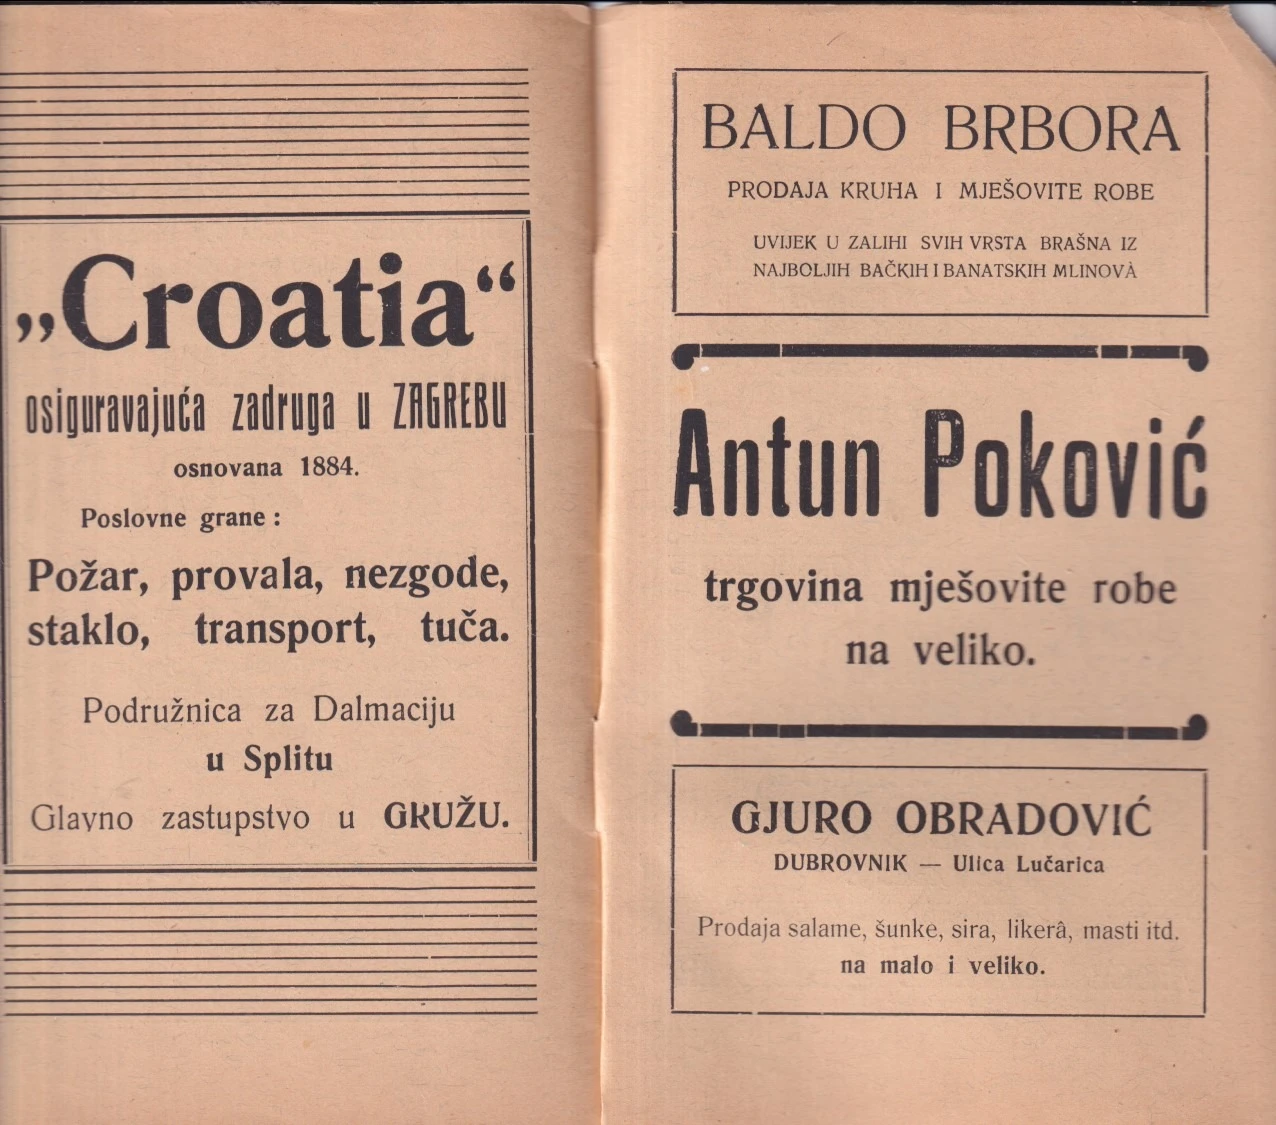 „Croatia“
osiguravajuća zadruga u ZAGREBU
osnovana 1884.
Poslovne grane :
Požar, provala, nezgode,
staklo, transport, tuča.
Podružnica za Dalmaciju
u Splitu
Glavno zastupstvo u GRUŽU.
BALDO BRBORA
PRODAJA KRUHA I MJEŠOVITE ROBE
UVIJEK U ZALIHI SVIH VRSTA BRAŠNA IZ
NAJBOLJIH BAČKIH I BANATSKIH MLINOVÂ
Antun Poković
trgovina mješovite robe
na veliko.
GJURO OBRADOVIĆ
DUBROVNIK — Ulica Lučarica
Prodaja salame, šunke, sira, likerâ, masti itd.
na malo i veliko.